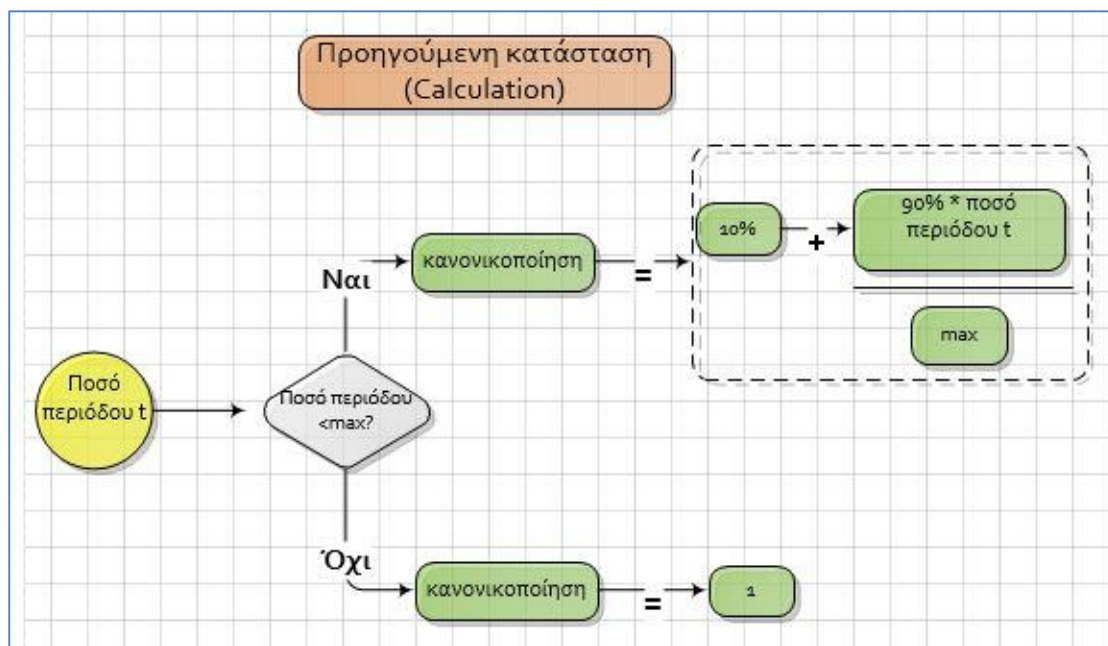 Προηγούμενη κατάσταση
(Calculation)
90% * ποσό
περιόδου t
10%
+
κανονικοποίηση
=
Ναι
max
Ποσό
περιόδου t
Ποσό περιόδου
<max?
Όχι
κανονικοποίηση
=
1